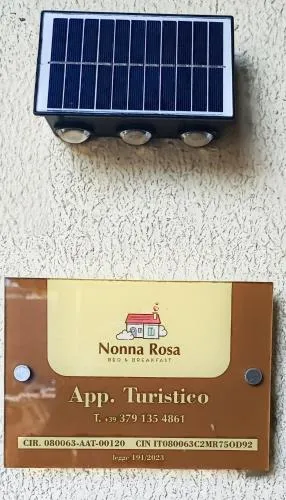 Nonna Rosa
BED & BREAKFAST
App. Turistico
T. +39 379 135 4861
CIR. 080063-AAT-00120 CIN IT080063C2MR75OD92
legge 191/2023